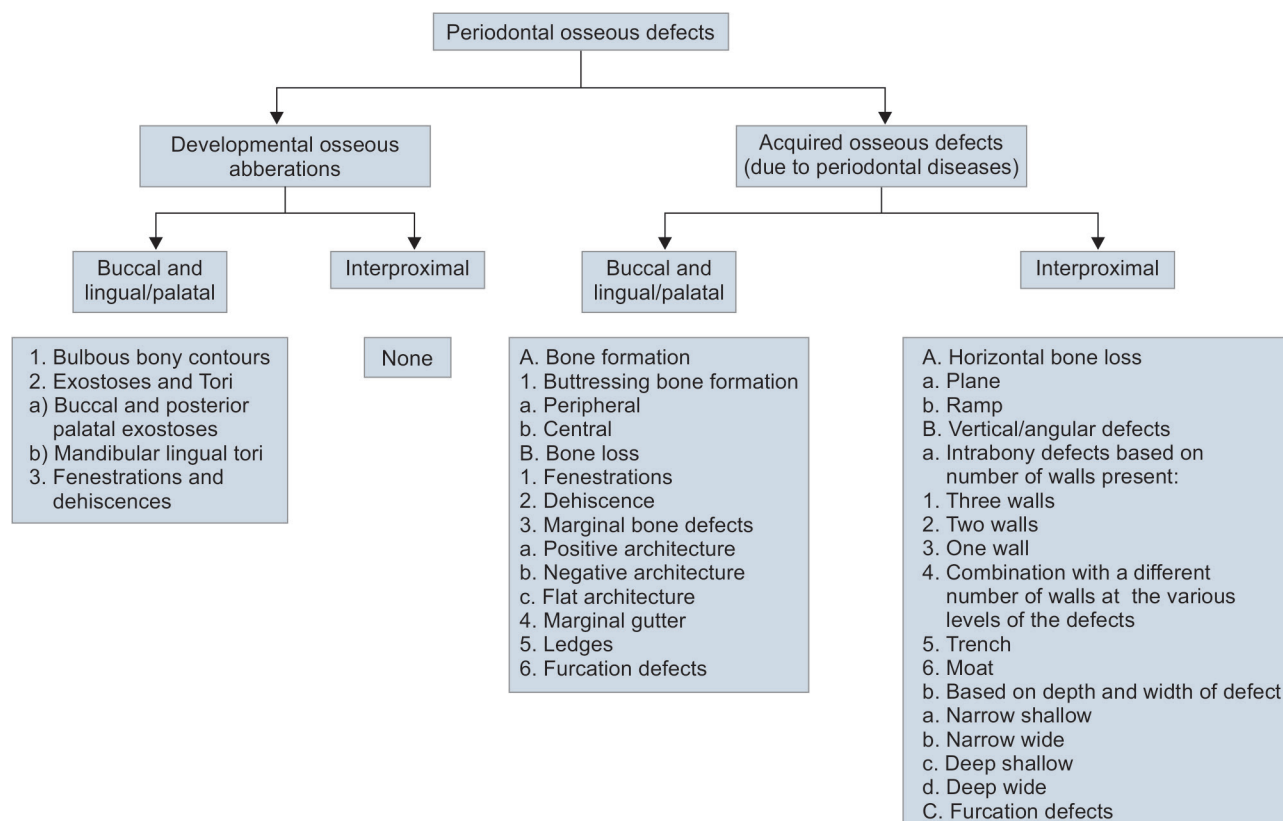 Periodontal osseous defects
Developmental osseous
abberations
Acquired osseous defects
(due to periodontal diseases)
Buccal and
lingual/palatal
Interproximal
Buccal and
lingual/palatal
Interproximal
1. Bulbous bony contours
2. Exostoses and Tori
a) Buccal and posterior
palatal exostoses
b) Mandibular lingual tori
3. Fenestrations and
dehiscences
None
A. Bone formation
1. Buttressing bone formation
a. Peripheral
b. Central
B. Bone loss
1. Fenestrations
2. Dehiscence
3. Marginal bone defects
a. Positive architecture
b. Negative architecture
c. Flat architecture
4. Marginal gutter
5. Ledges
6. Furcation defects
A. Horizontal bone loss
a. Plane
b. Ramp
B. Vertical/angular defects
a. Intrabony defects based on
number of walls present:
1. Three walls
2. Two walls
3. One wall
4. Combination with a different
number of walls at the various
levels of the defects
5. Trench
6. Moat
b. Based on depth and width of defect
a. Narrow shallow
b. Narrow wide
c. Deep shallow
d. Deep wide
C. Furcation defects